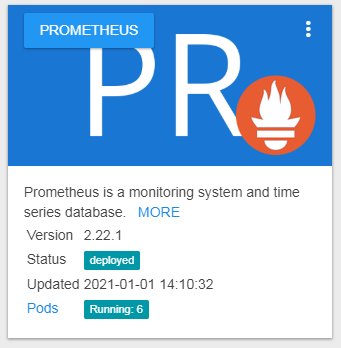 PROMETHEUS
PR
Prometheus is a monitoring system and time
series database. MORE
Version 2.22.1
Status deployed
Updated 2021-01-01 14:10:32
Pods Running: 6